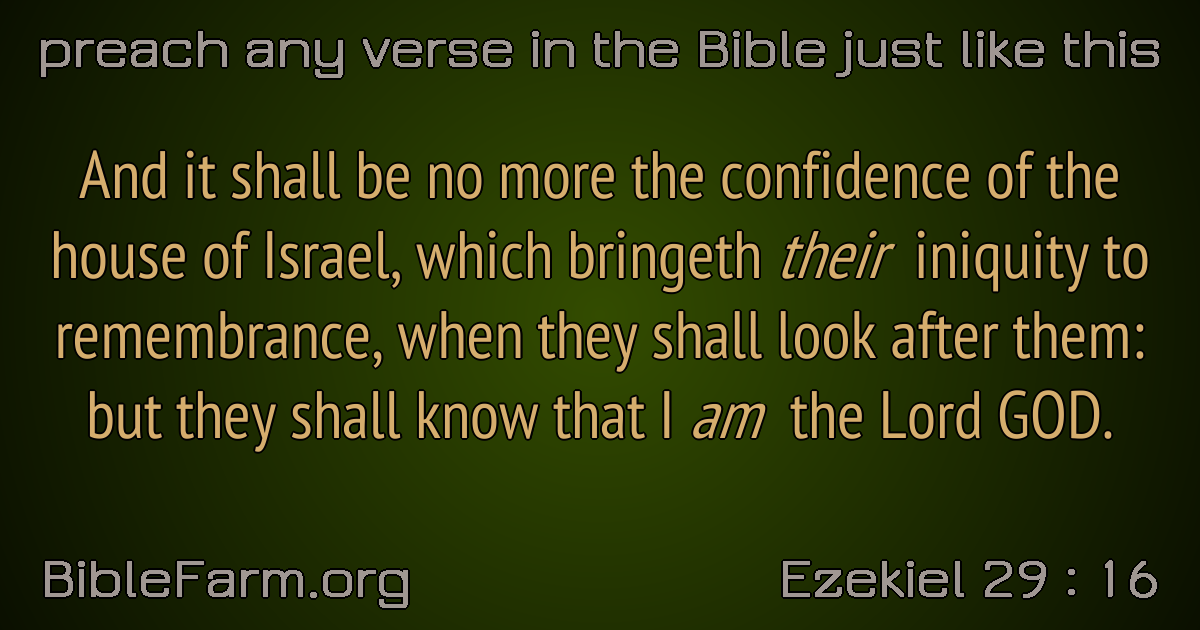 preach any verse in the Bible just like this
And it shall be no more the confidence of the
house of Israel, which bringeth their iniquity to
remembrance, when they shall look after them:
but they shall know that I am the Lord GOD.
BibleFarm.org
Ezekiel 29 : 16